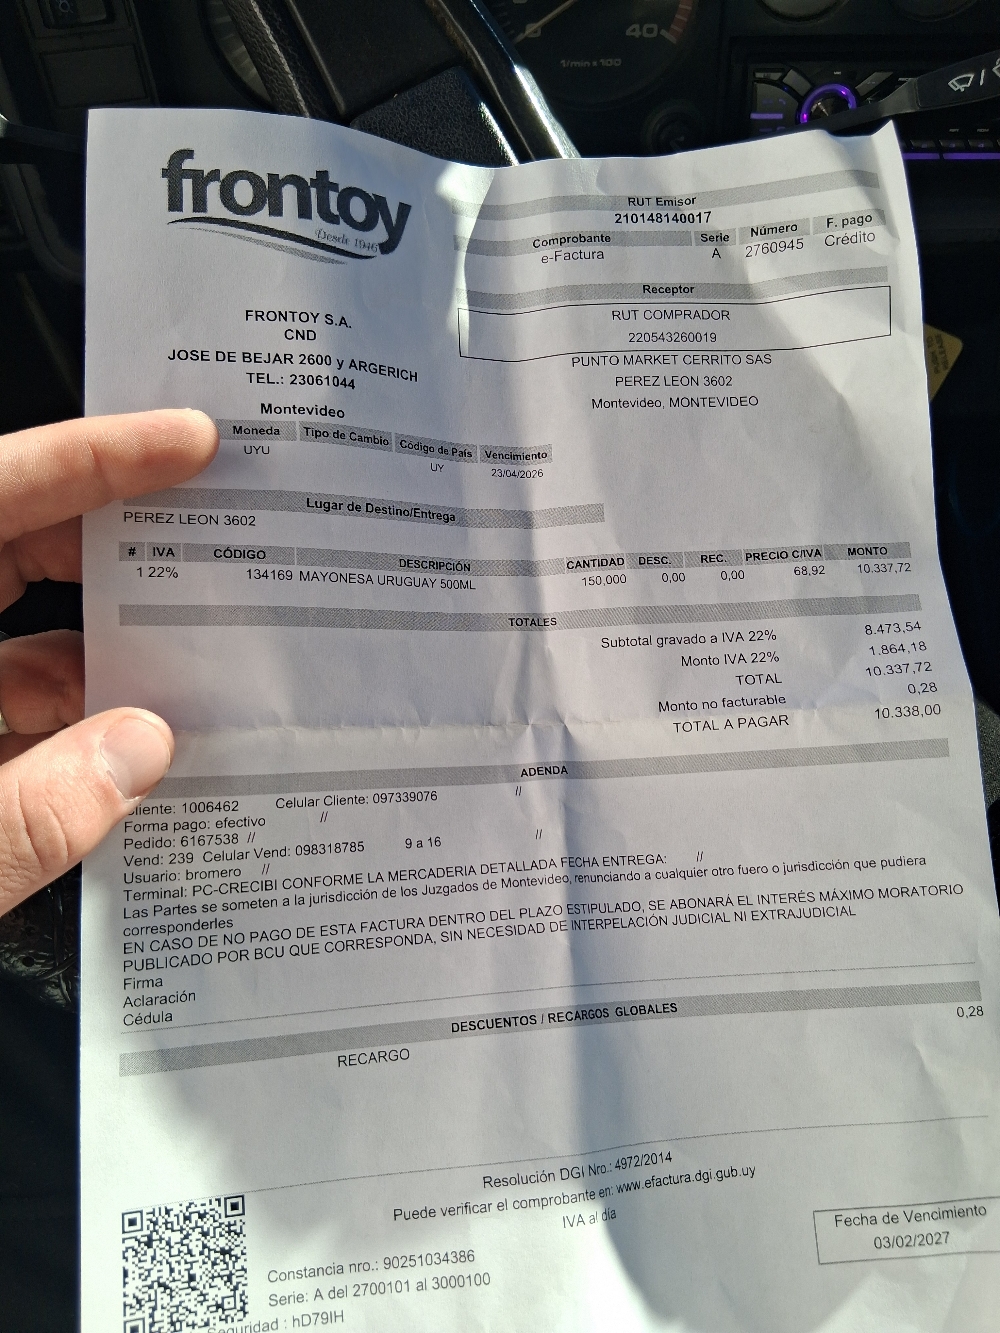 40
1/min x 100
frontoy
Desde 1946
RUT Emisor
210148140017
Comprobante Serie Número F. pago
e-Factura A 2760945 Crédito
Receptor
RUT COMPRADOR
220543260019
PUNTO MARKET CERRITO SAS
PEREZ LEON 3602
Montevideo, MONTEVIDEO
FRONTOY S.A.
CND
JOSE DE BEJAR 2600 y ARGERICH
TEL.: 23061044
Montevideo
Moneda Tipo de Cambio Código de País Vencimiento
UYU UY 23/04/2026
Lugar de Destino/Entrega
PEREZ LEON 3602
# IVA CÓDIGO DESCRIPCIÓN CANTIDAD DESC. REC. PRECIO C/IVA MONTO
1 22% 134169 MAYONESA URUGUAY 500ML 150,000 0,00 0,00 68,92 10.337,72
TOTALES
Subtotal gravado a IVA 22% 8.473,54
Monto IVA 22% 1.864,18
TOTAL 10.337,72
Monto no facturable 0,28
TOTAL A PAGAR 10.338,00
ADENDA
liente: 1006462 Celular Cliente: 097339076 //
Forma pago: efectivo //
Pedido: 6167538 //
Vend: 239 Celular Vend: 098318785 9 a 16 //
Usuario: bromero //
Terminal: PC-CRECIBI CONFORME LA MERCADERIA DETALLADA FECHA ENTREGA: //
Las Partes se someten a la jurisdicción de los Juzgados de Montevideo, renunciando a cualquier otro fuero o jurisdicción que pudiera
corresponderles
EN CASO DE NO PAGO DE ESTA FACTURA DENTRO DEL PLAZO ESTIPULADO, SE ABONARÁ EL INTERÉS MÁXIMO MORATORIO
PUBLICADO POR BCU QUE CORRESPONDA, SIN NECESIDAD DE INTERPELACIÓN JUDICIAL NI EXTRAJUDICIAL
Firma
Aclaración
Cédula
DESCUENTOS / RECARGOS GLOBALES
RECARGO 0,28
Resolución DGI Nro.: 4972/2014
Puede verificar el comprobante en: www.efactura.dgi.gub.uy
IVA al día
Fecha de Vencimiento
03/02/2027
Constancia nro.: 90251034386
Serie: A del 2700101 al 3000100
guridad : hD79IH